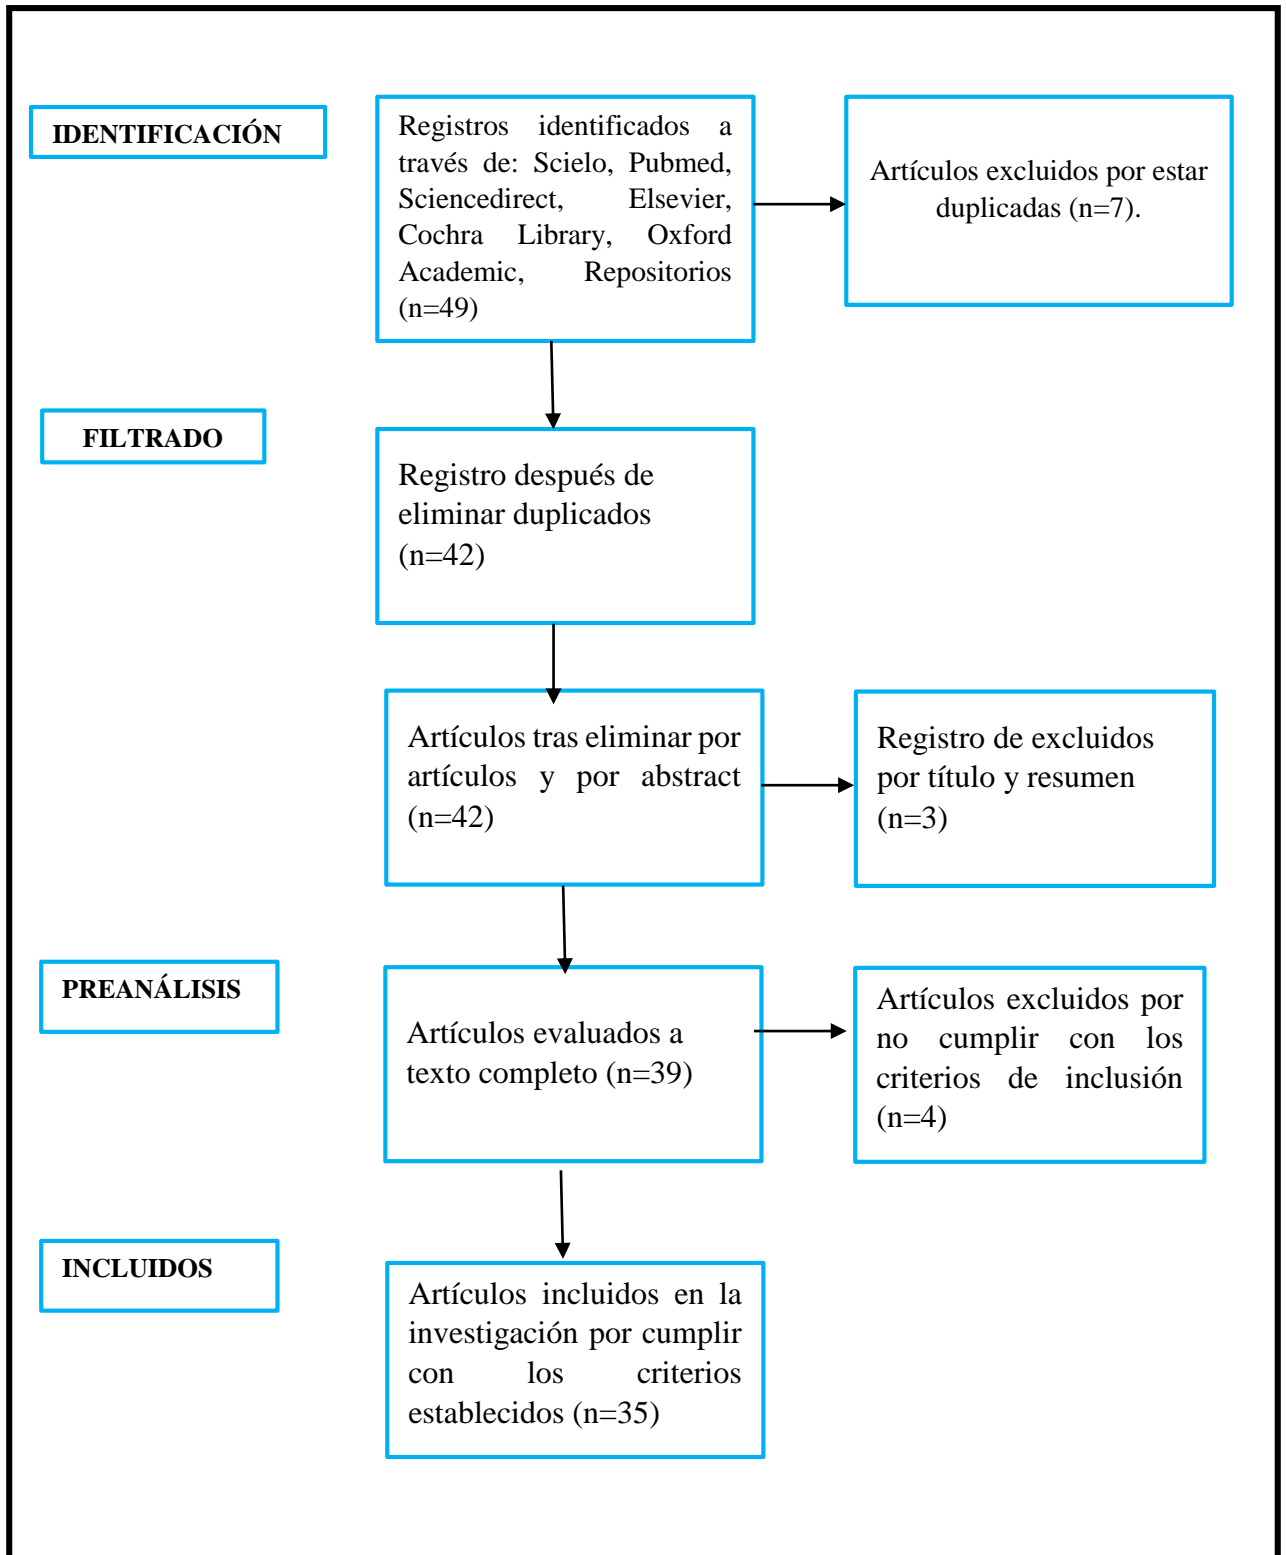 IDENTIFICACIÓN
Registros identificados a
través de: Scielo, Pubmed,
Sciencedirect, Elsevier,
Cochra Library, Oxford
Academic, Repositorios
(n=49)
Artículos excluidos por estar
duplicadas (n=7).
FILTRADO
Registro después de
eliminar duplicados
(n=42)
Artículos tras eliminar por
artículos y por abstract
(n=42)
Registro de excluidos
por título y resumen
(n=3)
PREANÁLISIS
Artículos evaluados a
texto completo (n=39)
Artículos excluidos por
no cumplir con los
criterios de inclusión
(n=4)
INCLUIDOS
Artículos incluidos en la
investigación por cumplir
con los criterios
establecidos (n=35)